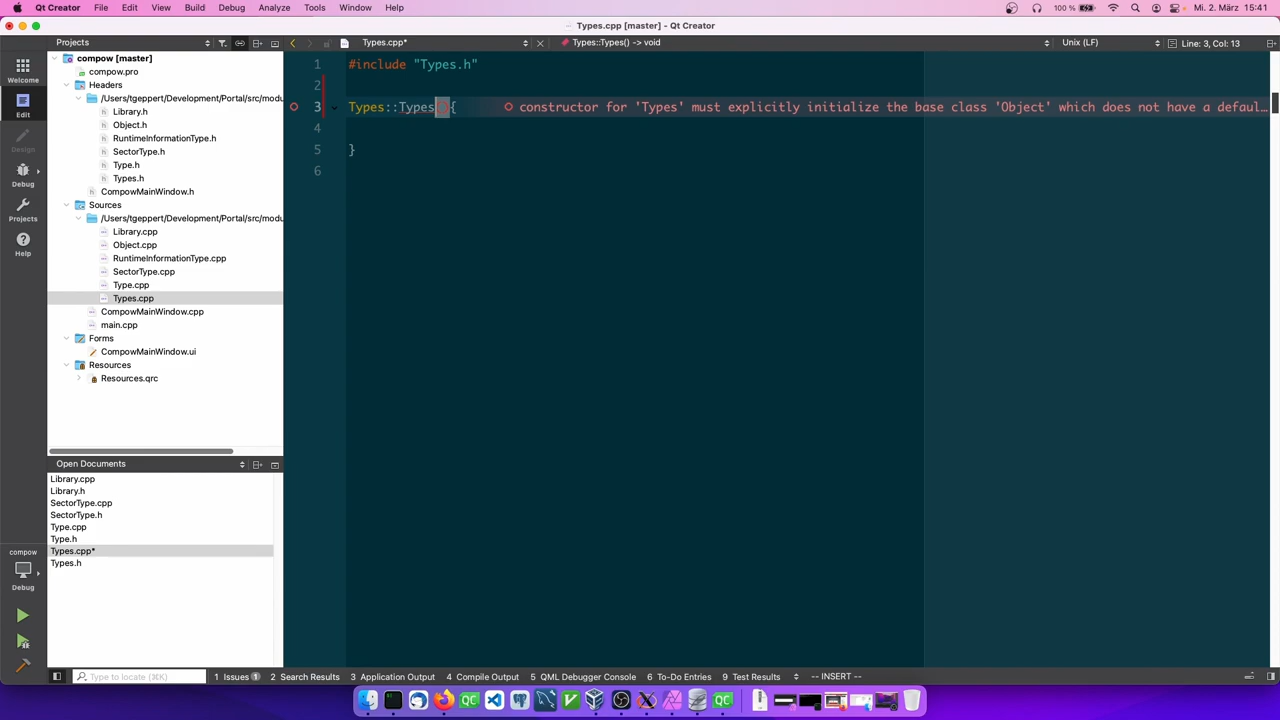 Qt Creator File Edit View Build Debug Analyze Tools Window Help 100 % Mi. 2. März 15:41
Types.cpp [master] - Qt Creator
Projects Types.cpp* Types::Types() -> void Unix (LF) Line: 3, Col: 13
Welcome
Edit
Design
Debug
Projects
Help
compow [master]
compow.pro
Headers
/Users/tgeppert/Development/Portal/src/modu
Library.h
Object.h
RuntimeInformationType.h
SectorType.h
Type.h
Types.h
CompowMainWindow.h
Sources
/Users/tgeppert/Development/Portal/src/modu
Library.cpp
Object.cpp
RuntimeInformationType.cpp
SectorType.cpp
Type.cpp
Types.cpp
CompowMainWindow.cpp
main.cpp
Forms
CompowMainWindow.ui
Resources
Resources.qrc
1 #include "Types.h"
2
3 Types::Types(){ constructor for 'Types' must explicitly initialize the base class 'Object' which does not have a defaul…
4
5 }
6
Open Documents
Library.cpp
Library.h
SectorType.cpp
SectorType.h
Type.cpp
Type.h
Types.cpp*
Types.h
compow
Debug
Type to locate (⌘K) 1 Issues 1 2 Search Results 3 Application Output 4 Compile Output 5 QML Debugger Console 6 To-Do Entries 9 Test Results -- INSERT --